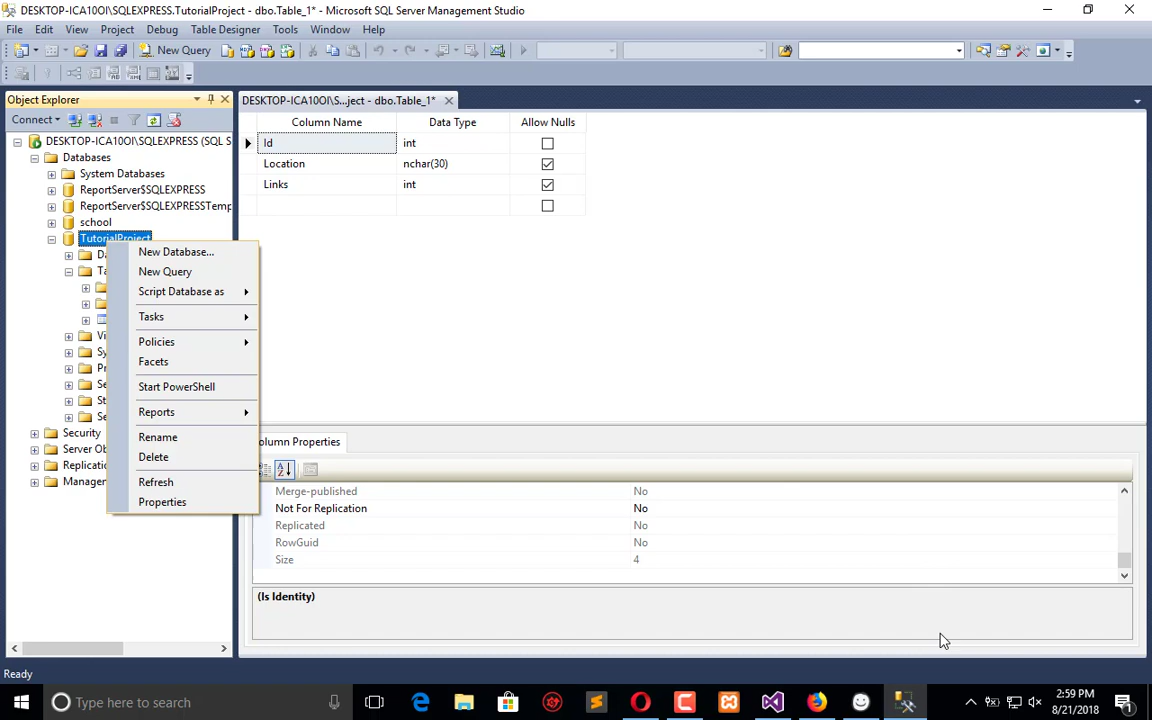 DESKTOP-ICA10OI\SQLEXPRESS.TutorialProject - dbo.Table_1* - Microsoft SQL Server Management Studio
File Edit View Project Debug Table Designer Tools Window Help
New Query
Object Explorer
DESKTOP-ICA10OI\S...ject - dbo.Table_1*
Connect
Column Name Data Type Allow Nulls
DESKTOP-ICA10OI\SQLEXPRESS (SQL S
Id int
Databases
Location nchar(30)
System Databases
Links int
ReportServer$SQLEXPRESS
ReportServer$SQLEXPRESSTemp
school
TutorialProject
New Database...
New Query
Script Database as
Tasks
Policies
Facets
Start PowerShell
Reports
Rename
Delete
Refresh
Properties
Security
Server Ob
Replicatio
Managem
olumn Properties
Merge-published No
Not For Replication No
Replicated No
RowGuid No
Size 4
(Is Identity)
Ready
Type here to search
2:59 PM
8/21/2018